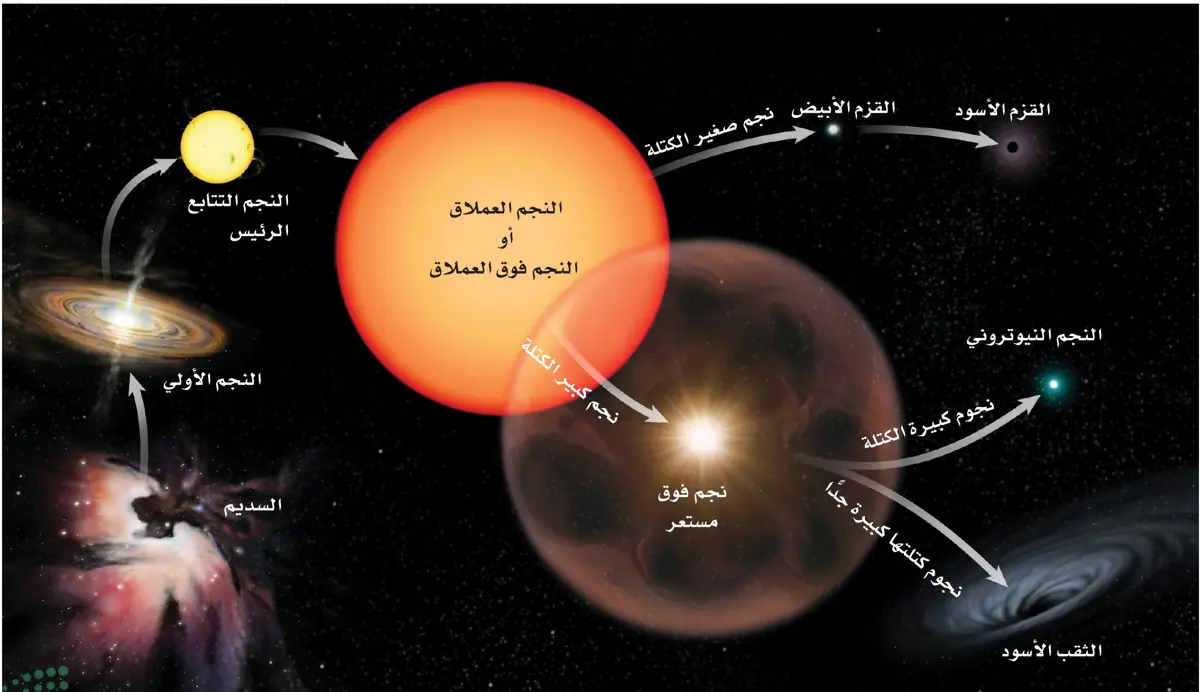 القزم الأسود
القزم الأبيض
نجم صغير الكتلة
النجم التتابع
الرئيس
النجم العملاق
أو
النجم فوق العملاق
النجم النيوتروني
نجوم كبيرة الكتلة
نجم كبير الكتلة
النجم الأولي
نجم فوق
مستعر
السديم
نجوم كتلتها كبيرة جدًّا
الثقب الأسود